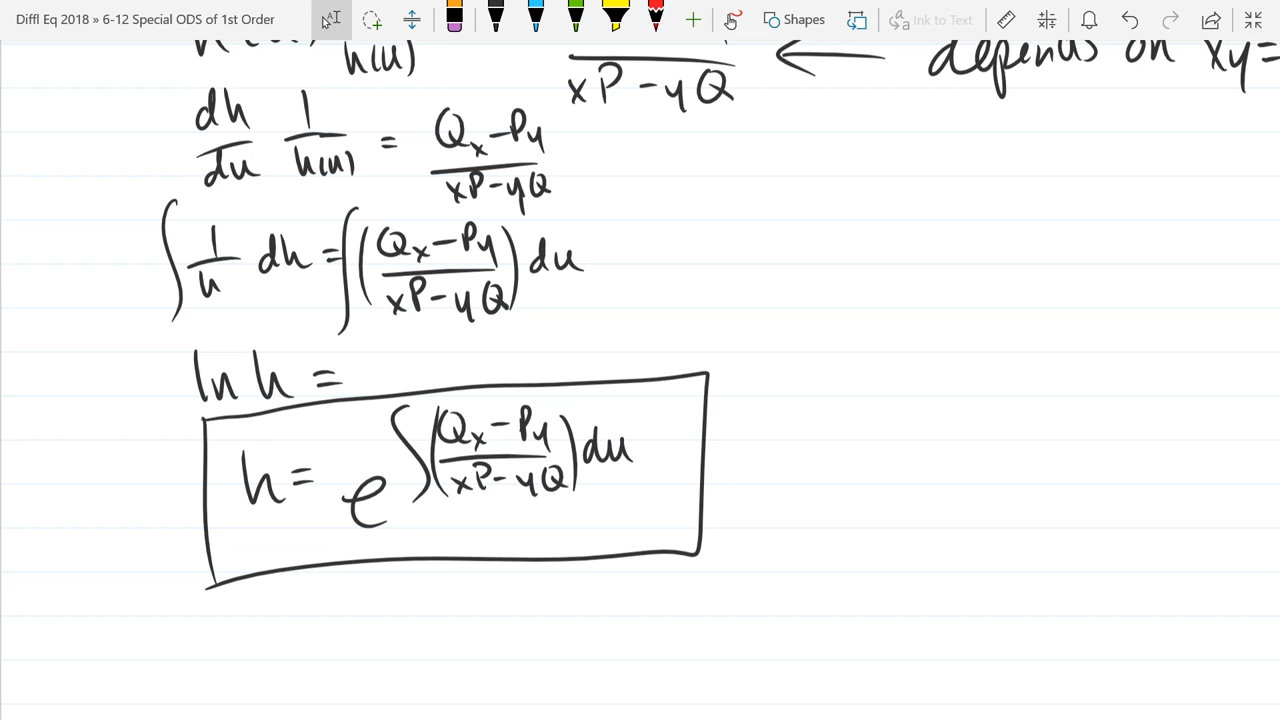 Diffl Eq 2018 » 6-12 Special ODS of 1st Order
Shapes
Ink to Text
h(u)
xP-yQ ← depends on xy=
dh/du 1/h(u) = (Qx-Py)/(xP-yQ)
∫ 1/h dh = ∫ ((Qx-Py)/(xP-yQ)) du
ln h =
h = e^∫((Qx-Py)/(xP-yQ)) du